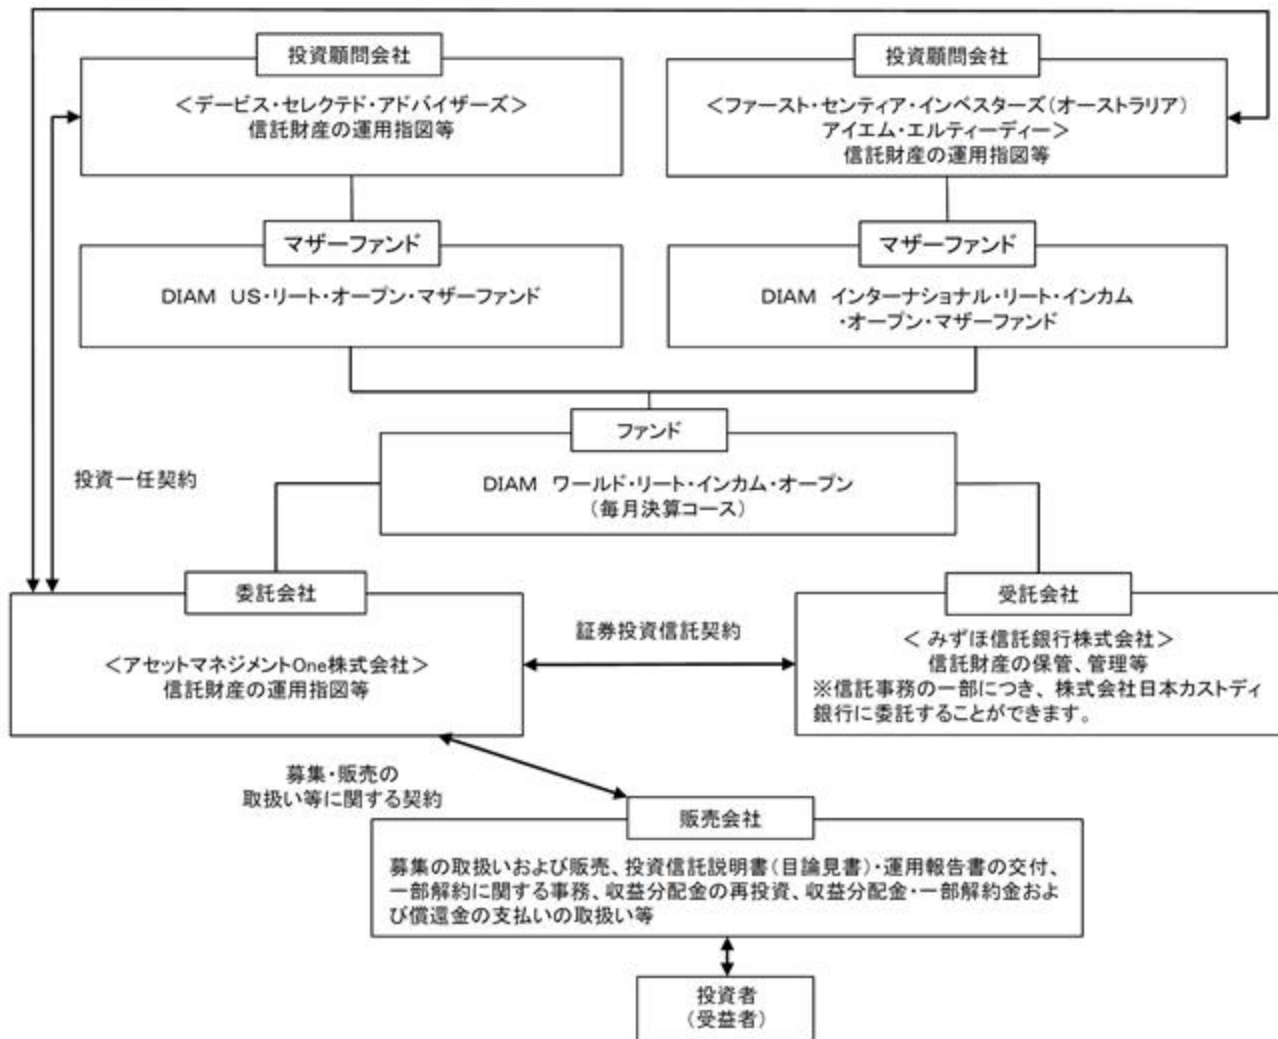 投資顧問会社
<デービス・セレクテド・アドバイザーズ>
信託財産の運用指図等
投資顧問会社
<ファースト・センティア・インベスターズ(オーストラリア)
アイエム・エルティーディー>
信託財産の運用指図等
マザーファンド
DIAM US・リート・オープン・マザーファンド
マザーファンド
DIAM インターナショナル・リート・インカム
・オープン・マザーファンド
ファンド
DIAM ワールド・リート・インカム・オープン
(毎月決算コース)
投資一任契約
委託会社
<アセットマネジメントOne株式会社>
信託財産の運用指図等
証券投資信託契約
受託会社
< みずほ信託銀行株式会社>
信託財産の保管、管理等
※信託事務の一部につき、株式会社日本カストディ
銀行に委託することができます。
募集・販売の
取扱い等に関する契約
販売会社
募集の取扱いおよび販売、投資信託説明書(目論見書)・運用報告書の交付、
一部解約に関する事務、収益分配金の再投資、収益分配金・一部解約金およ
び償還金の支払いの取扱い等
投資者
(受益者)